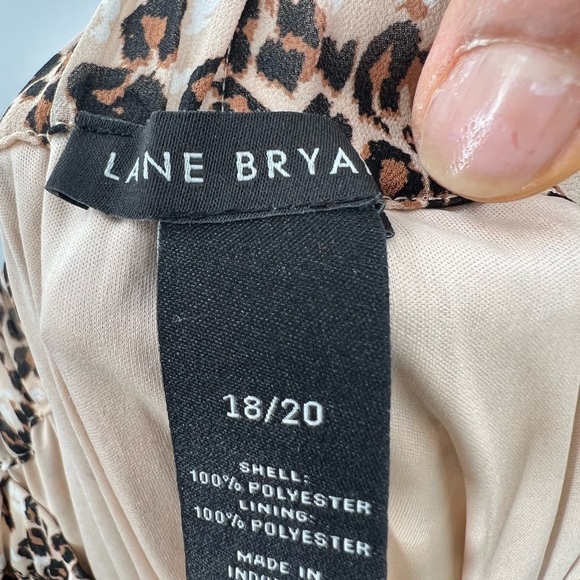 LANE BRYA
18/20
SHELL:
100% POLYESTER
LINING:
100% POLYESTER
MADE IN